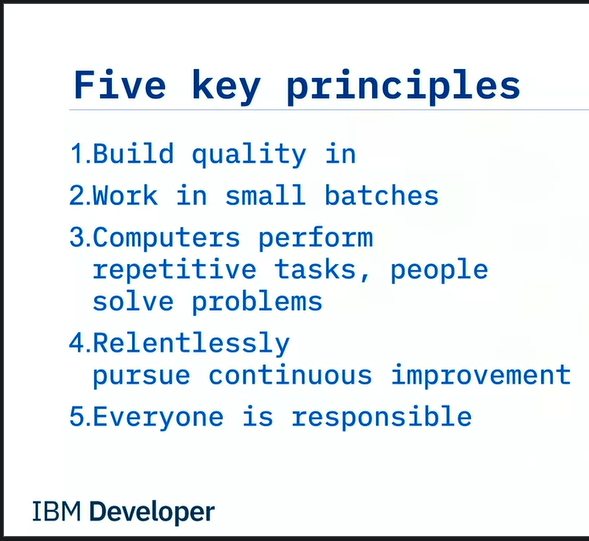 Five key principles
1.Build quality in
2.Work in small batches
3.Computers perform
repetitive tasks, people
solve problems
4.Relentlessly
pursue continuous improvement
5.Everyone is responsible
IBM Developer